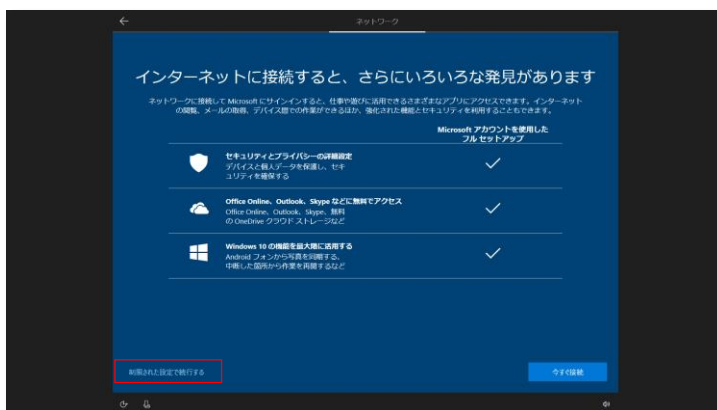 ネットワーク
インターネットに接続すると、さらにいろいろな発見があります
ネットワークに接続して Microsoft にサインインすると、仕事や遊びに活用できるさまざまなアプリにアクセスできます。インターネット
の閲覧、メールの取得、デバイス間での作業ができるほか、強化された機能とセキュリティを利用することもできます。
Microsoft アカウントを使用した
フル セットアップ
セキュリティとプライバシーの詳細設定
デバイスと個人データを保護し、セキ
ュリティを確保する
Office Online、Outlook、Skype などに無料でアクセス
Office Online、Outlook、Skype、無料
の OneDrive クラウド ストレージなど
Windows 10 の機能を最大限に活用する
Android フォンから写真を同期する、
中断した箇所から作業を再開するなど
制限された設定で続行する
今すぐ接続